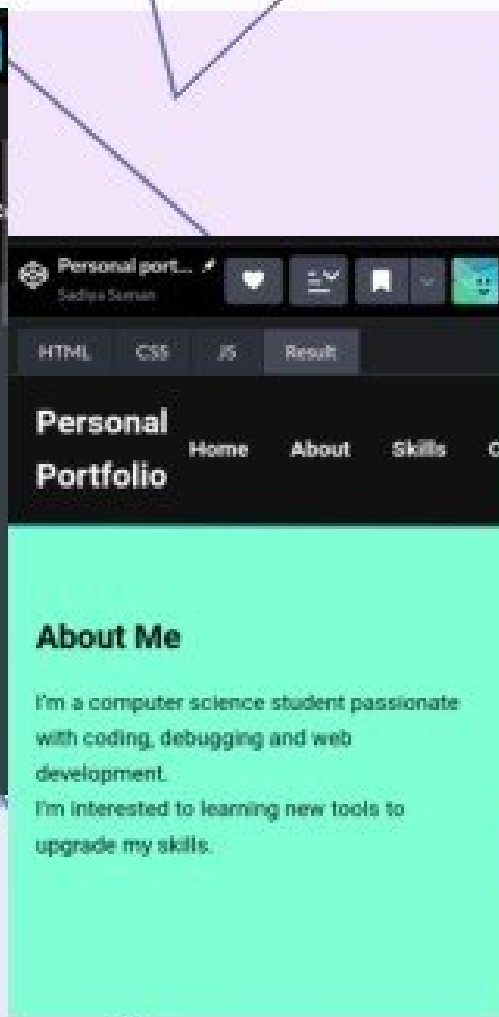 Personal port...
Sadiya Suman
HTML CSS JS Result
Personal
Portfolio
Home About Skills
About Me
I'm a computer science student passionate
with coding, debugging and web
development.
I'm interested to learning new tools to
upgrade my skills.